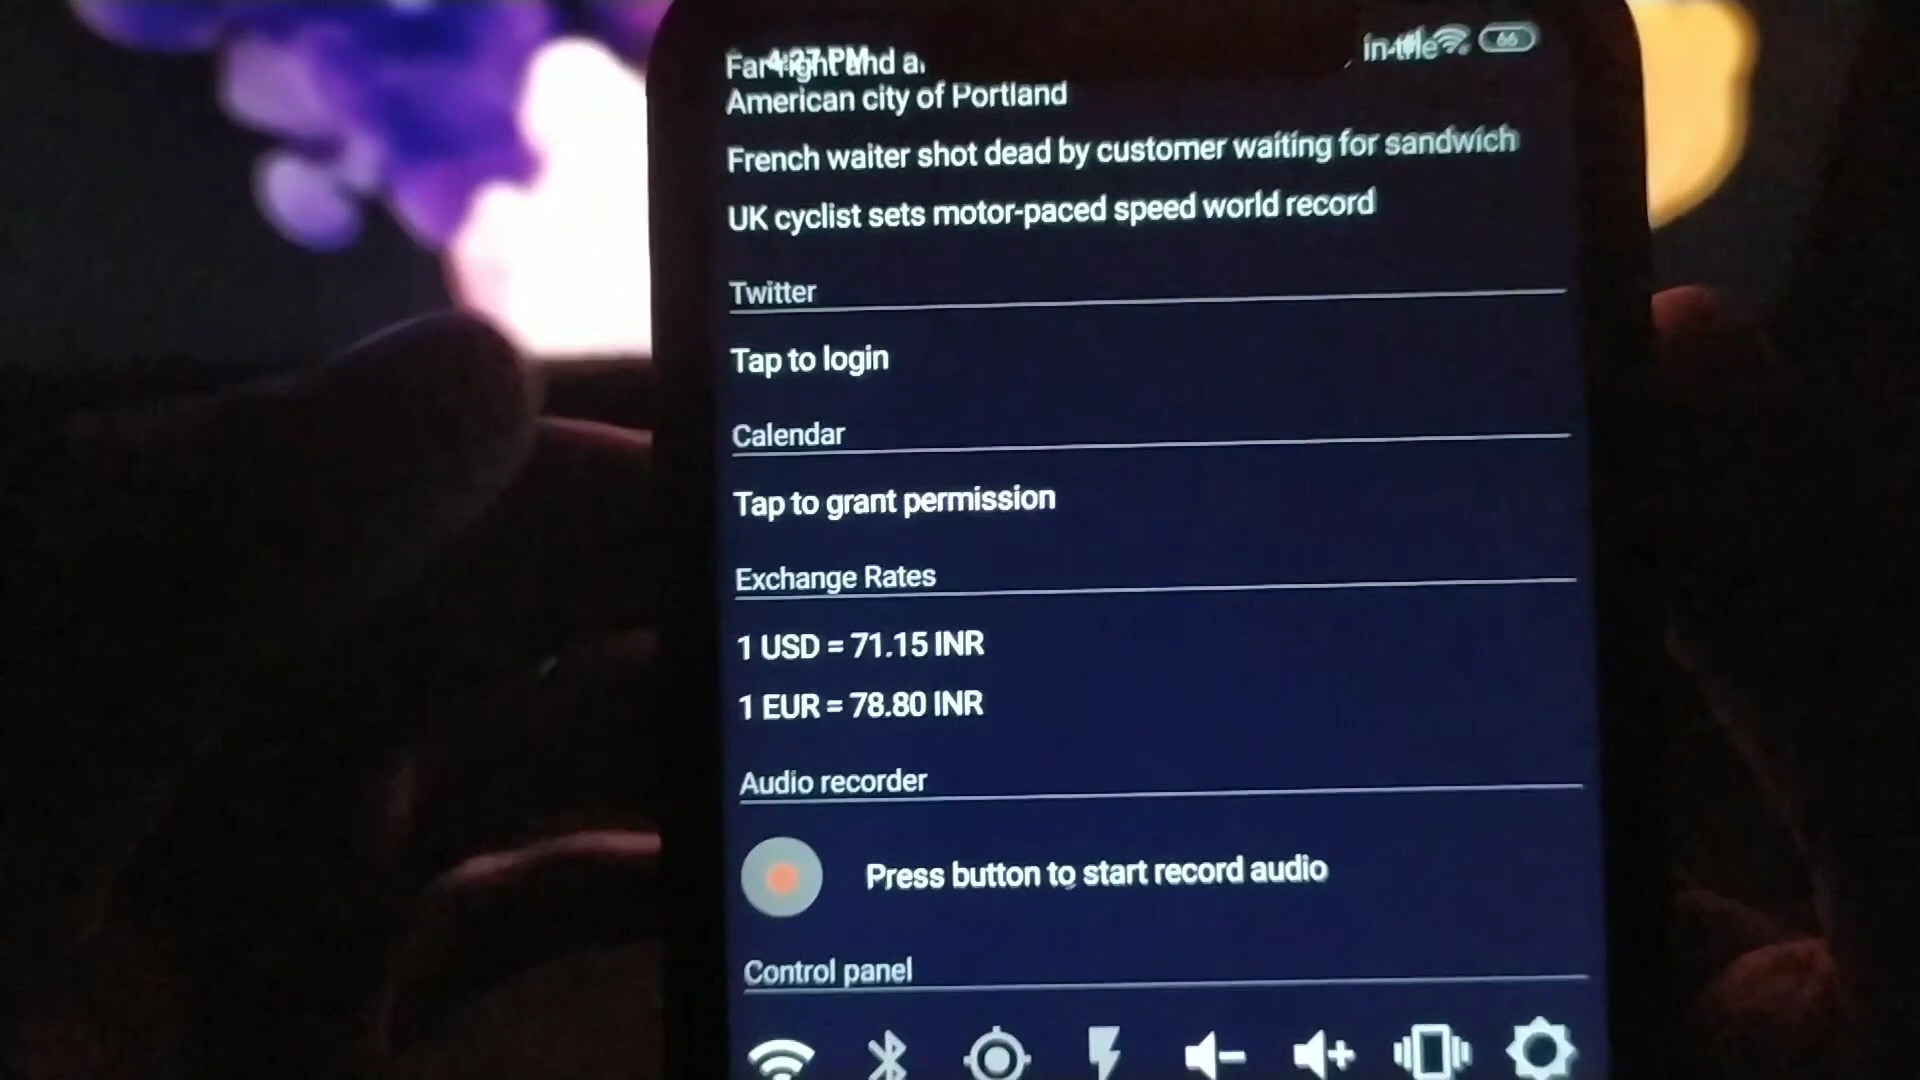 4:27 PM
66
Far-right and a
American city of Portland
French waiter shot dead by customer waiting for sandwich
UK cyclist sets motor-paced speed world record
Twitter
Tap to login
Calendar
Tap to grant permission
Exchange Rates
1 USD = 71.15 INR
1 EUR = 78.80 INR
Audio recorder
Press button to start record audio
Control panel